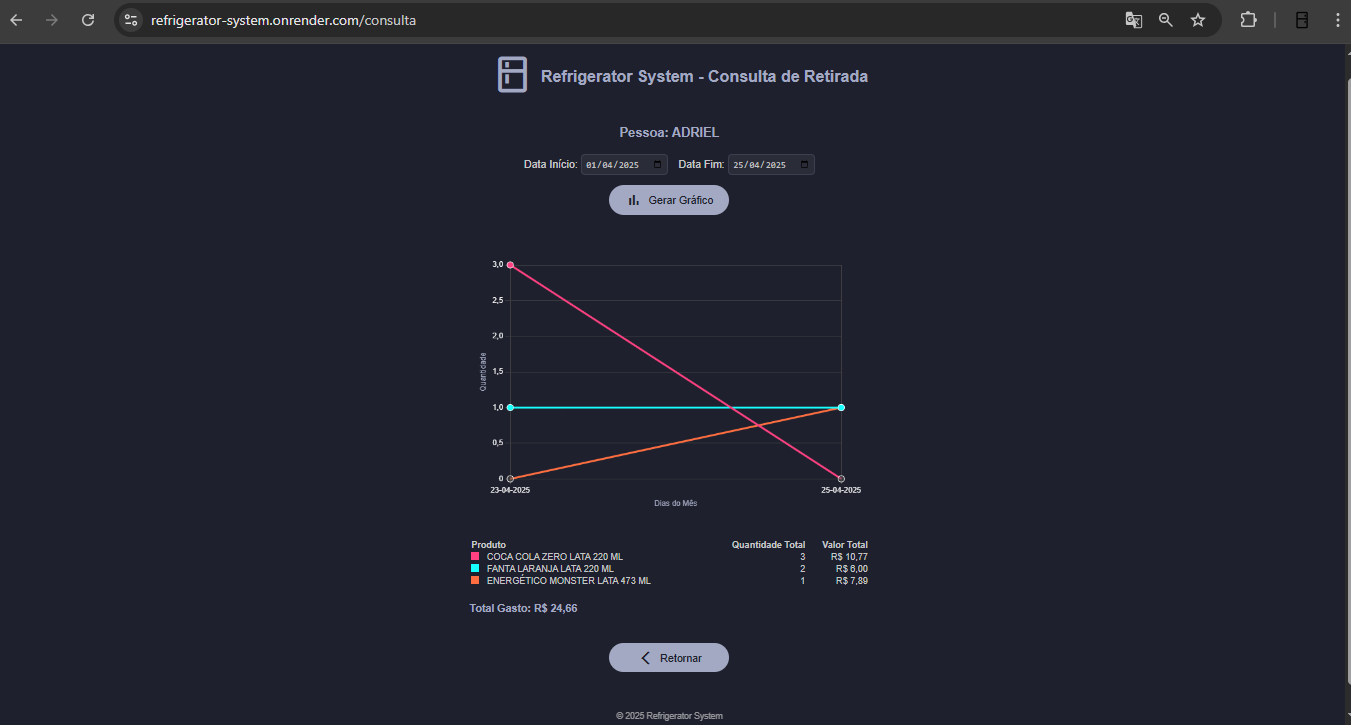 refrigerator-system.onrender.com/consulta
Refrigerator System - Consulta de Retirada
Pessoa: ADRIEL
Data Início: 01/04/2025 Data Fim: 25/04/2025
Gerar Gráfico
3,0
2,5
2,0
1,5
1,0
0,5
0
Quantidade
23-04-2025 25-04-2025
Dias do Mês
Produto Quantidade Total Valor Total
COCA COLA ZERO LATA 220 ML 3 R$ 10,77
FANTA LARANJA LATA 220 ML 2 R$ 6,00
ENERGÉTICO MONSTER LATA 473 ML 1 R$ 7,89
Total Gasto: R$ 24,66
Retornar
© 2025 Refrigerator System